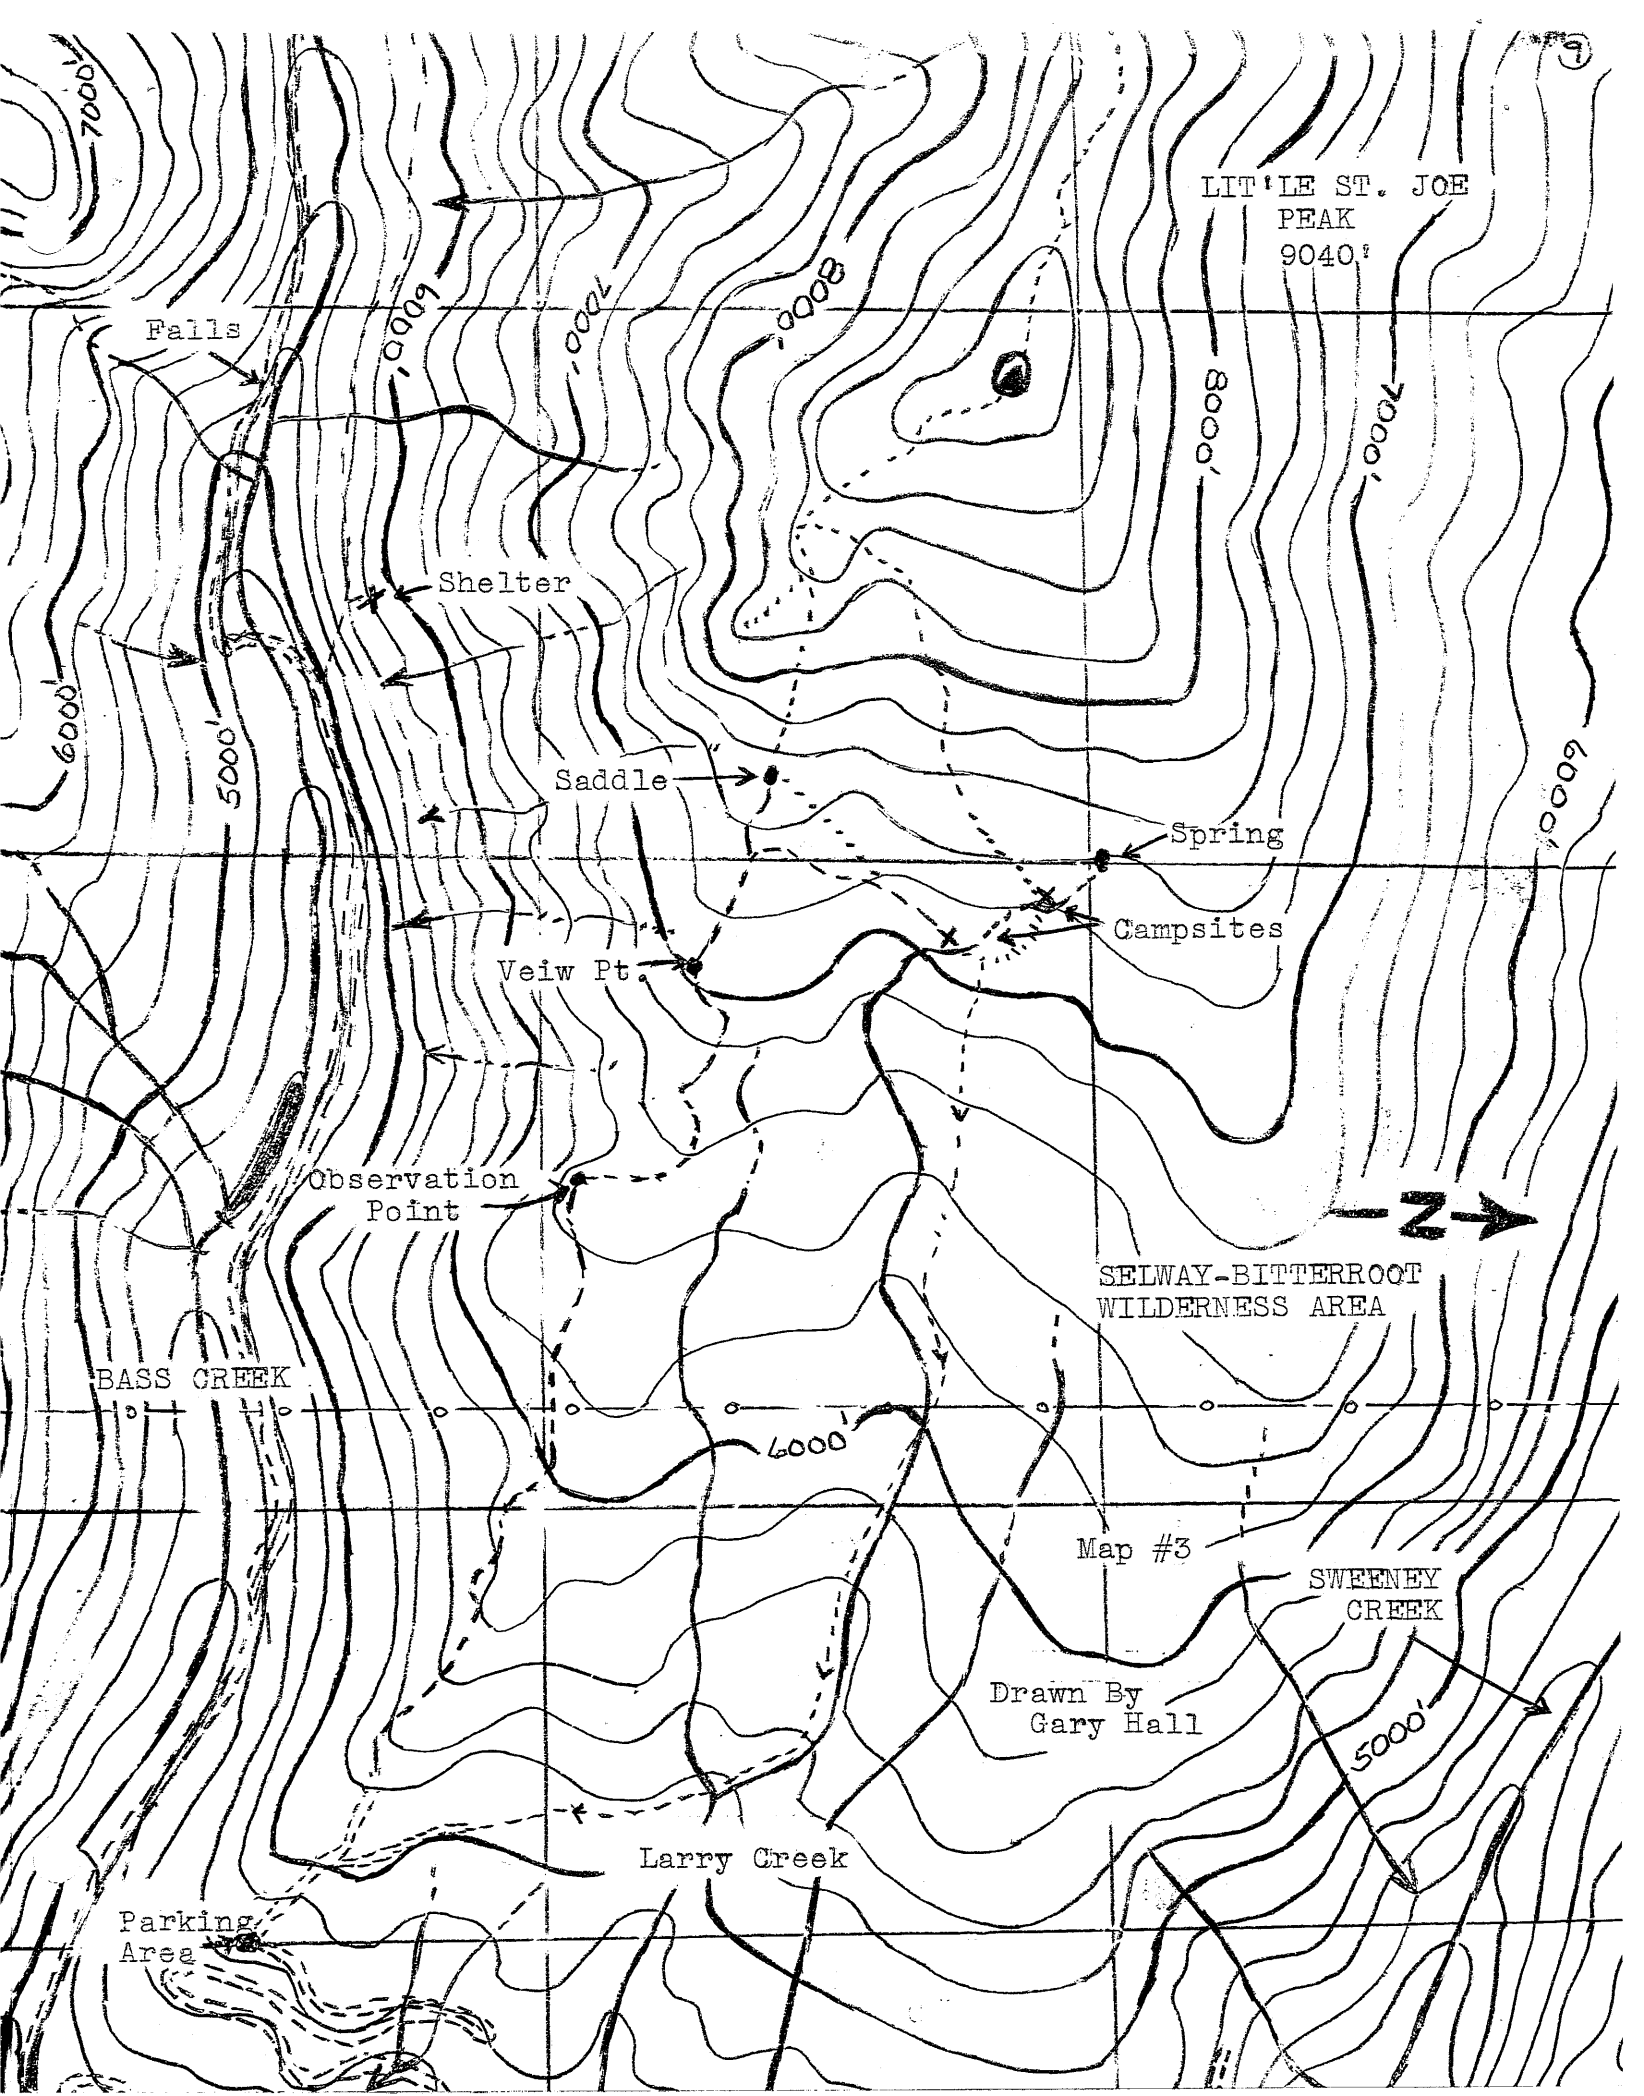 9
7000'
LIT'LE ST. JOE
PEAK
9040'
Falls
6000'
7000'
8000'
8000'
7000'
Shelter
6000'
5000'
Saddle
6000'
Spring
Campsites
Veiw Pt.
Observation
Point
N
SELWAY-BITTERROOT
WILDERNESS AREA
BASS CREEK
6000'
Map #3
SWEENEY
CREEK
Drawn By
Gary Hall
5000'
Larry Creek
Parking
Area